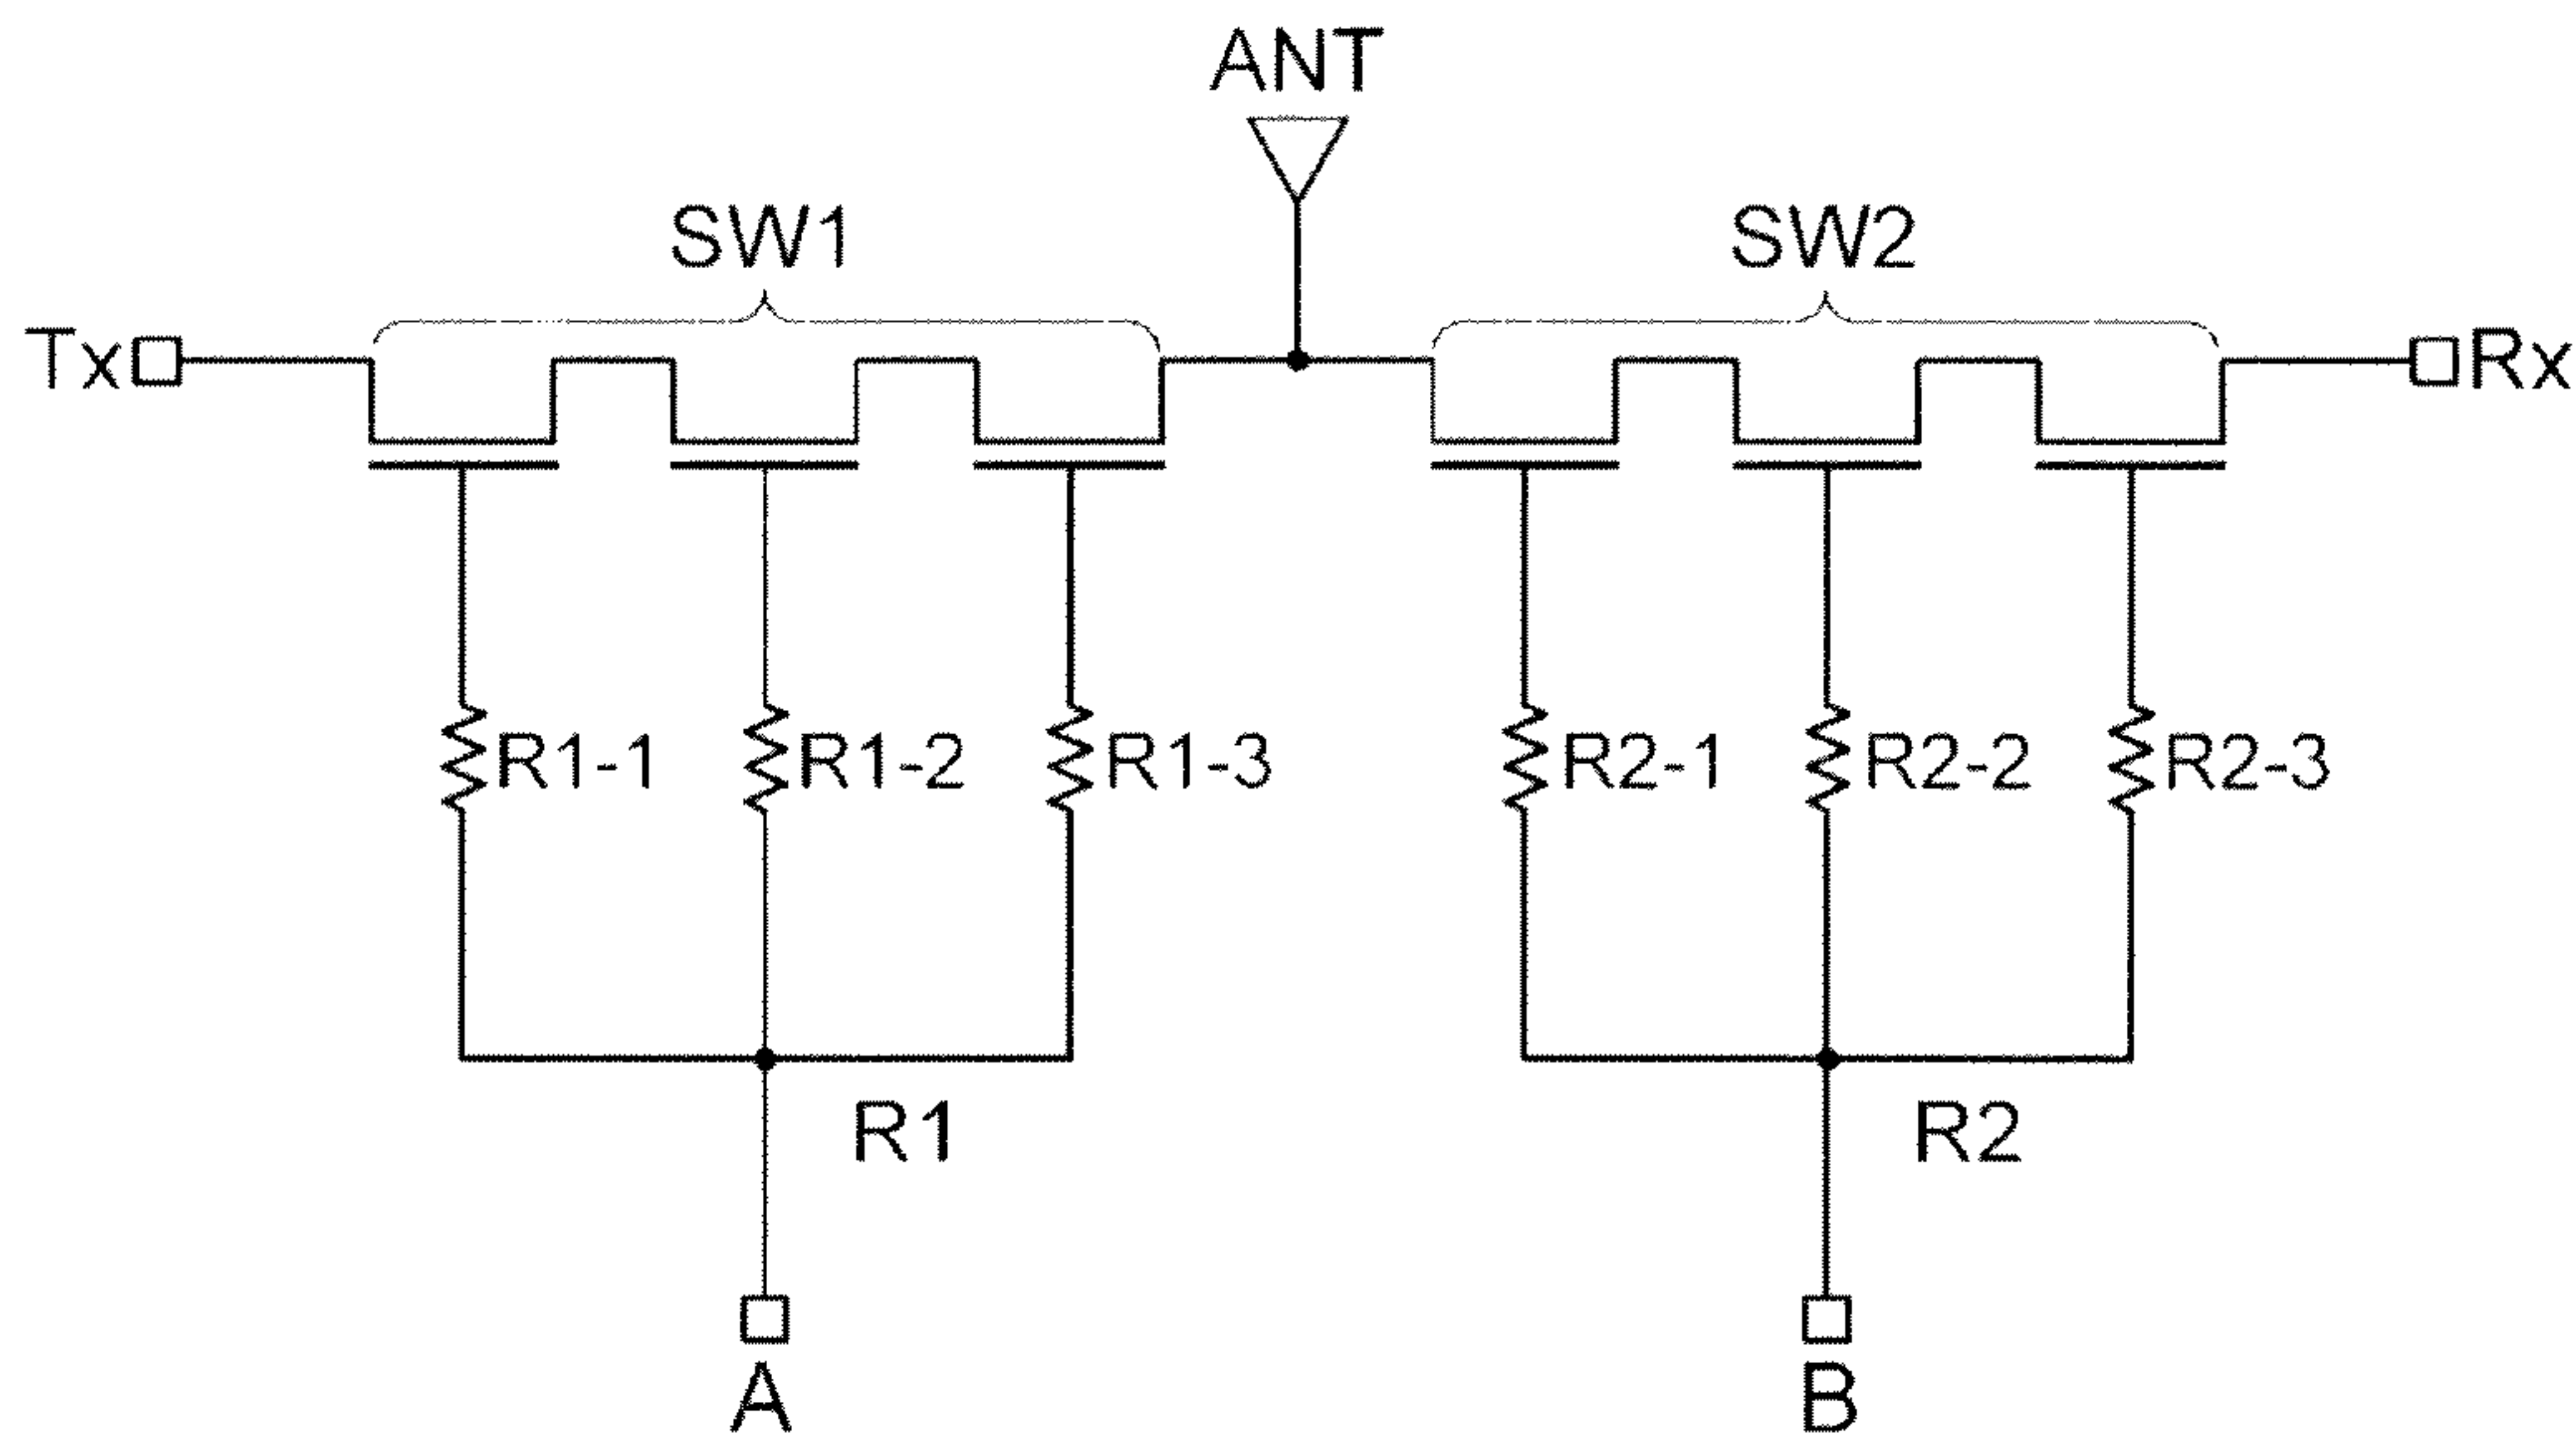 ANT
SW1
SW2
Tx
Rx
R1-1
R1-2
R1-3
R2-1
R2-2
R2-3
R1
R2
A
B